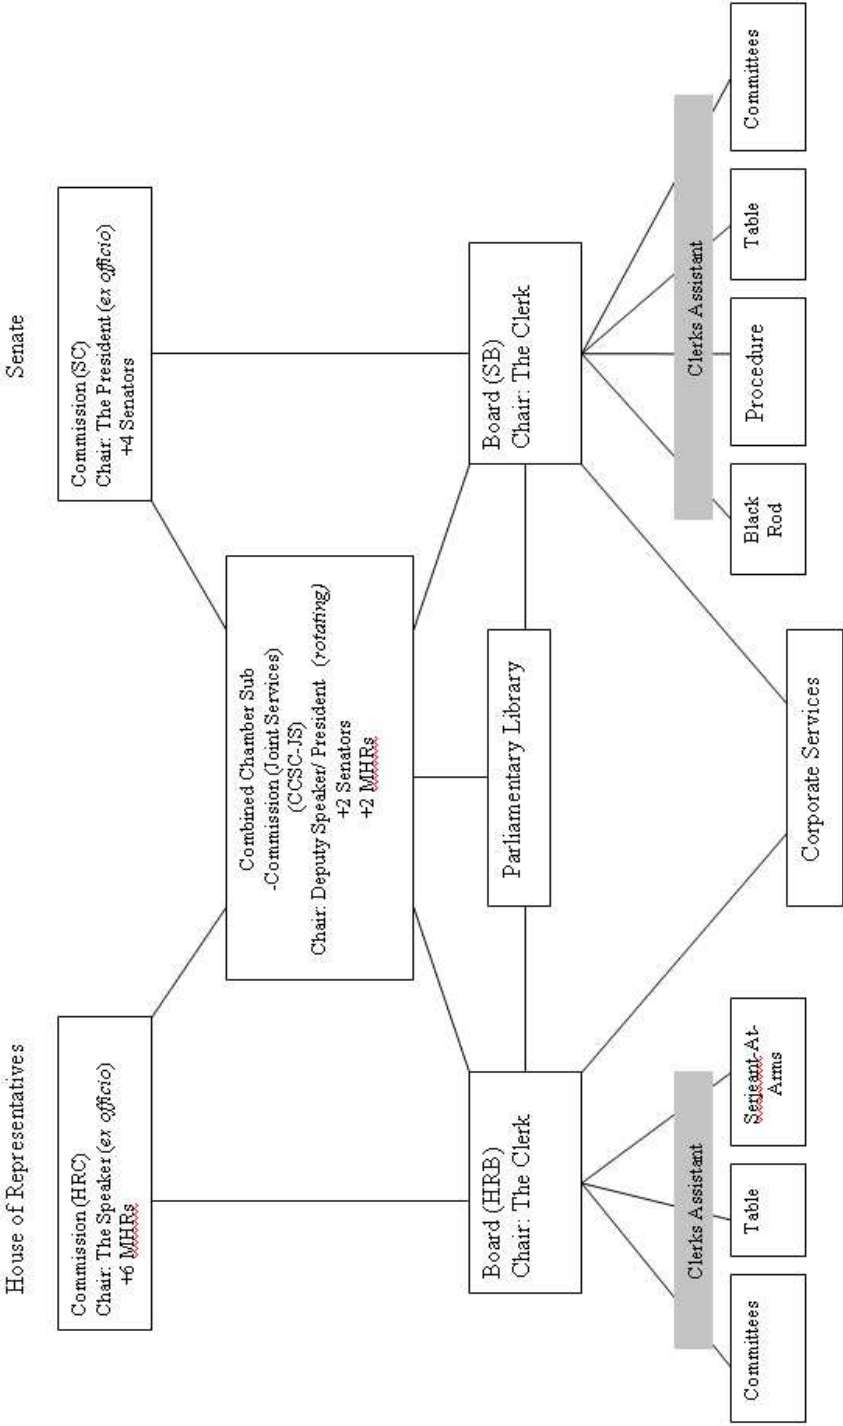 House of Representatives
Senate
Commission (HRC)
Chair: The Speaker (ex officio)
+6 MHRs
Commission (SC)
Chair: The President (ex officio)
+4 Senators
Combined Chamber Sub
-Commission (Joint Services)
(CCSC-JS)
Chair: Deputy Speaker/ President (rotating)
+2 Senators
+2 MHRs
Board (HRB)
Chair: The Clerk
Parliamentary Library
Board (SB)
Chair: The Clerk
Clerks Assistant
Clerks Assistant
Committees
Table
Serjeant-At-
Arms
Black
Rod
Procedure
Table
Committees
Corporate Services